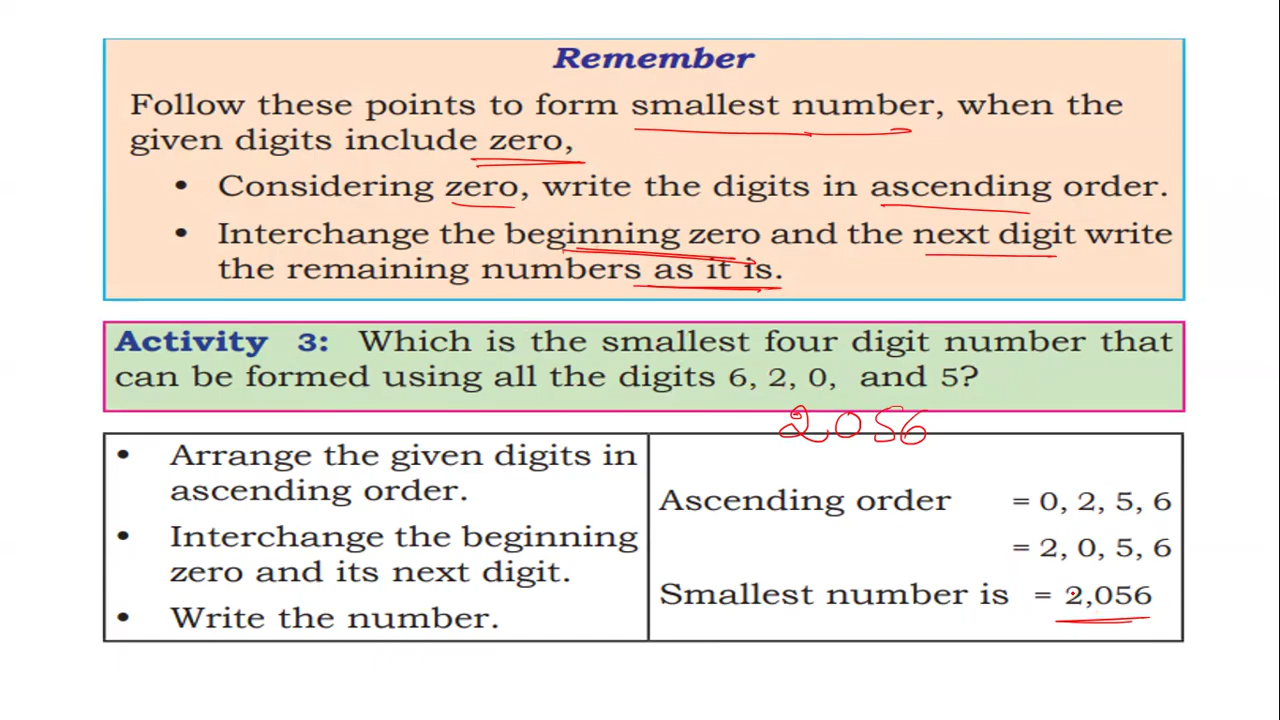 Remember
Follow these points to form smallest number, when the
given digits include zero,
• Considering zero, write the digits in ascending order.
• Interchange the beginning zero and the next digit write
the remaining numbers as it is.
Activity 3: Which is the smallest four digit number that
can be formed using all the digits 6, 2, 0, and 5?
2056
• Arrange the given digits in
ascending order.
• Interchange the beginning
zero and its next digit.
• Write the number.
Ascending order = 0, 2, 5, 6
= 2, 0, 5, 6
Smallest number is = 2,056